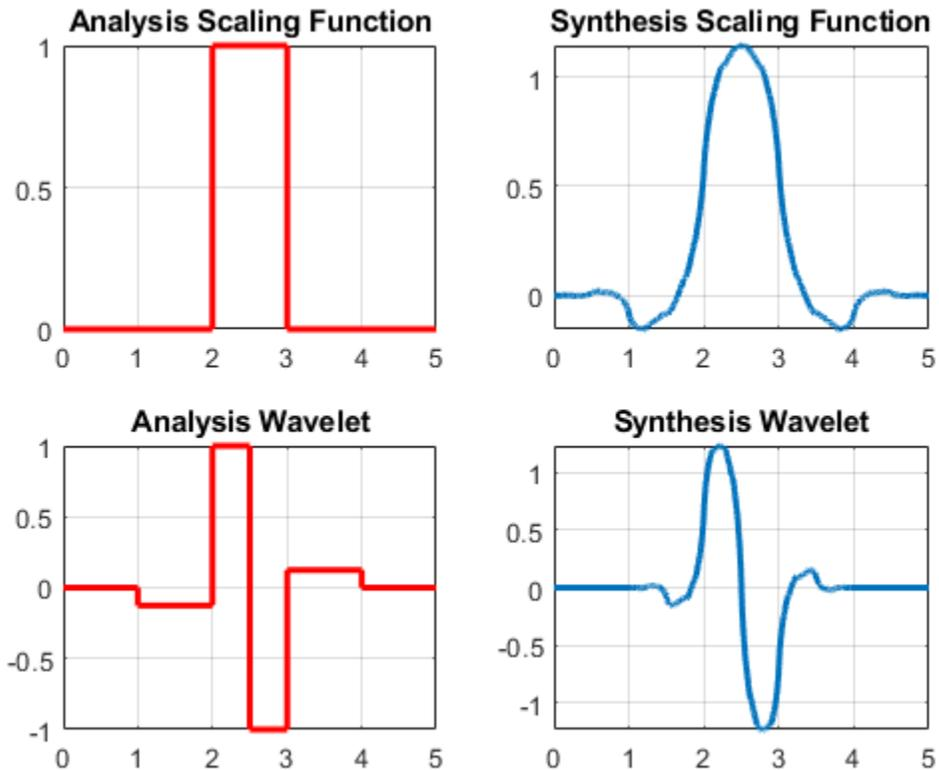 Analysis Scaling Function
1
0.5
0
0 1 2 3 4 5
Synthesis Scaling Function
1
0.5
0
0 1 2 3 4 5
Analysis Wavelet
1
0.5
0
-0.5
-1
0 1 2 3 4 5
Synthesis Wavelet
1
0.5
0
-0.5
-1
0 1 2 3 4 5